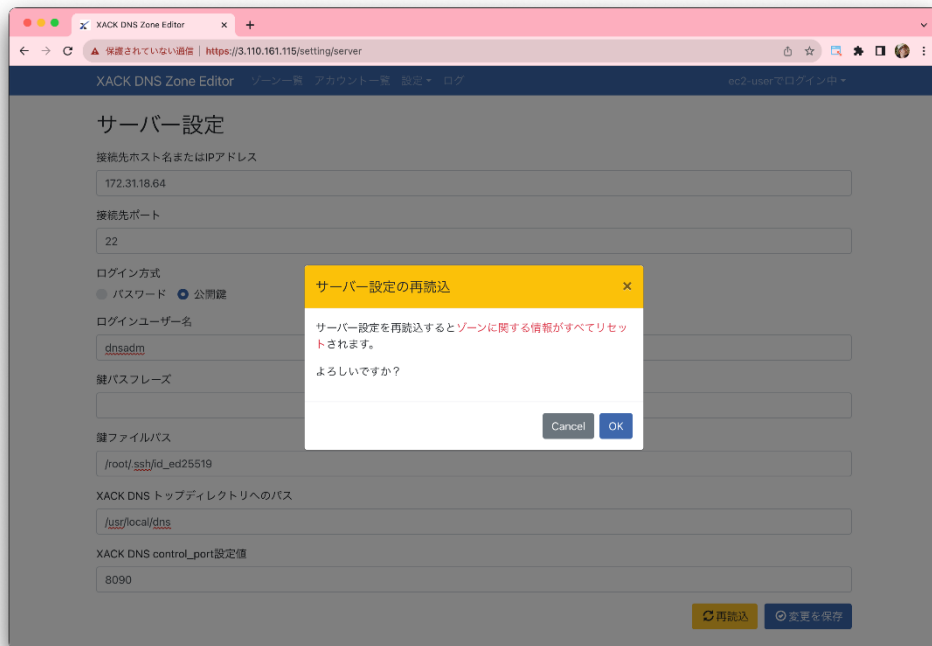 XACK DNS Zone Editor
保護されていない通信 | https://3.110.161.115/setting/server
XACK DNS Zone Editor ゾーン一覧 アカウント一覧 設定 ログ ec2-userでログイン中
サーバー設定
接続先ホスト名またはIPアドレス
172.31.18.64
接続先ポート
22
ログイン方式
パスワード 公開鍵
ログインユーザー名
dnsadm
鍵パスフレーズ
鍵ファイルパス
/root/.ssh/id_ed25519
XACK DNS トップディレクトリへのパス
/usr/local/dns
XACK DNS control_port設定値
8090
再読込 変更を保存
サーバー設定の再読込
サーバー設定を再読込するとゾーンに関する情報がすべてリセッ
トされます。
よろしいですか？
Cancel OK